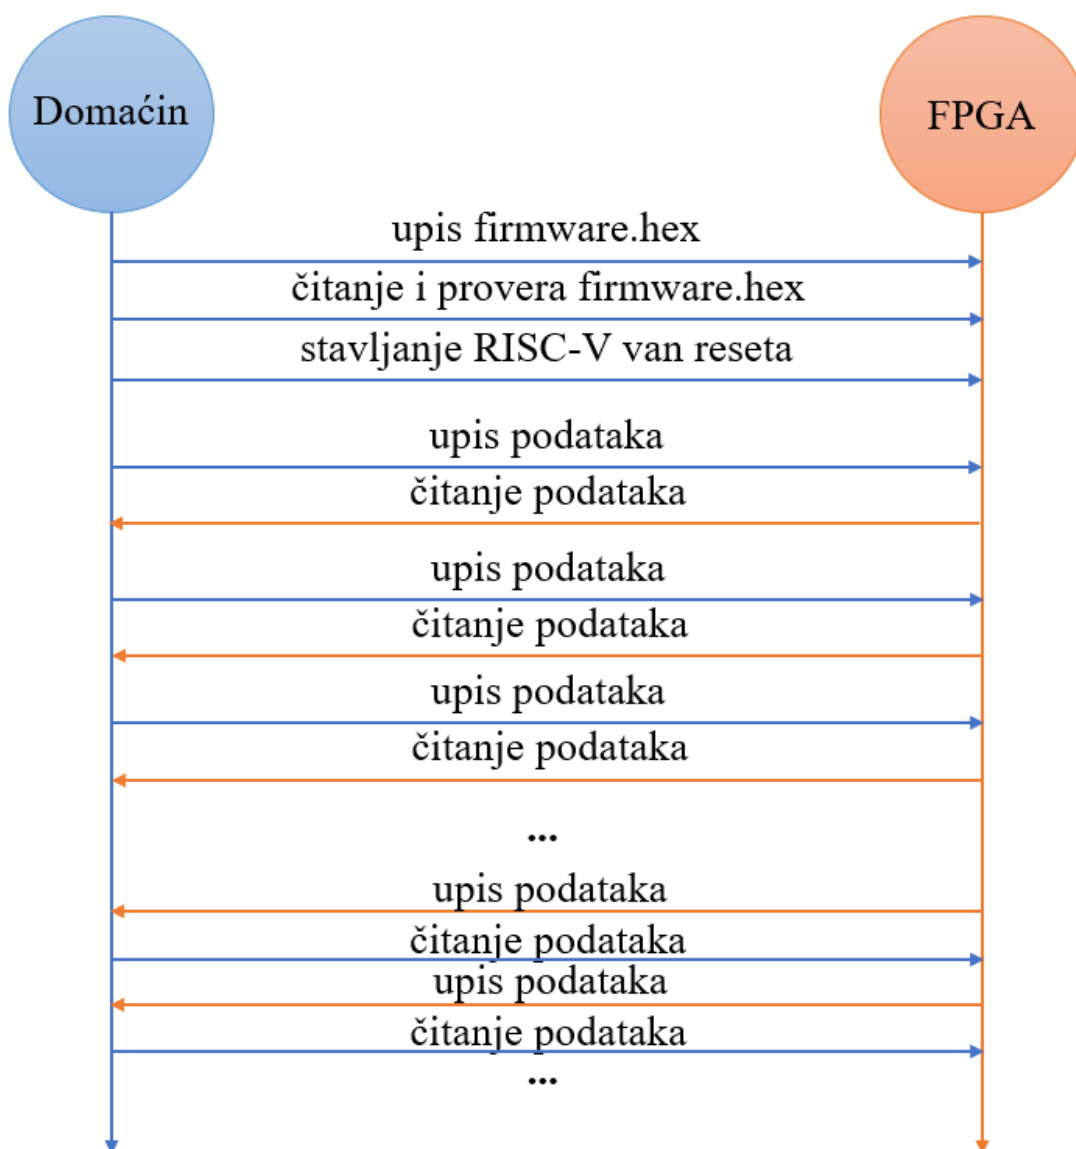 Domaćin
FPGA
upis firmware.hex
čitanje i provera firmware.hex
stavljanje RISC-V van reseta
upis podataka
čitanje podataka
upis podataka
čitanje podataka
upis podataka
čitanje podataka
...
upis podataka
čitanje podataka
upis podataka
čitanje podataka
...